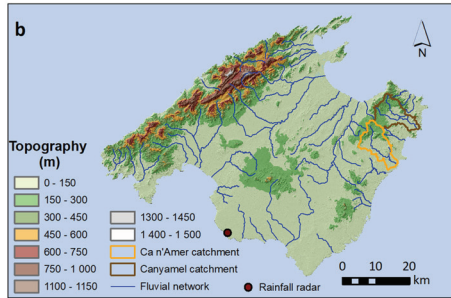 b
N
Topography
(m)
0 - 150
150 - 300
300 - 450
450 - 600
600 - 750
750 - 1 000
1100 - 1150
1300 - 1450
1 400 - 1 500
Ca n'Amer catchment
Canyamel catchment
Fluvial network
Rainfall radar
0 10 20
km